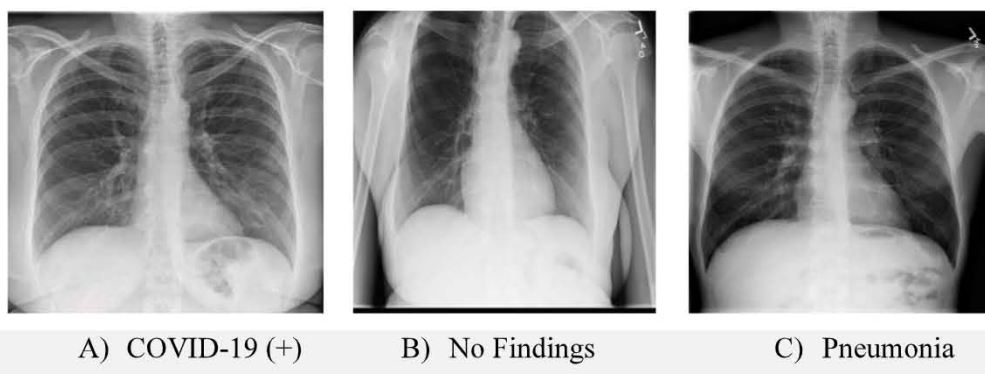 A) COVID-19 (+)
B) No Findings
C) Pneumonia